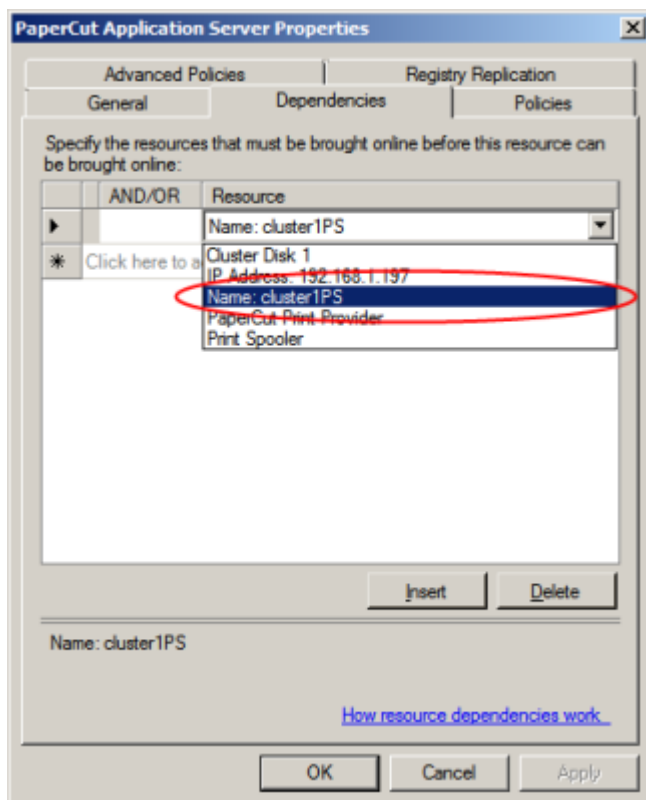 PaperCut Application Server Properties
Advanced Policies Registry Replication
General Dependencies Policies
Specify the resources that must be brought online before this resource can
be brought online:
AND/OR Resource
Name: cluster1PS
Click here to a
Cluster Disk 1
IP Address: 192.168.1.197
Name: cluster1PS
PaperCut Print Provider
Print Spooler
Insert Delete
Name: cluster1PS
How resource dependencies work
OK Cancel Apply